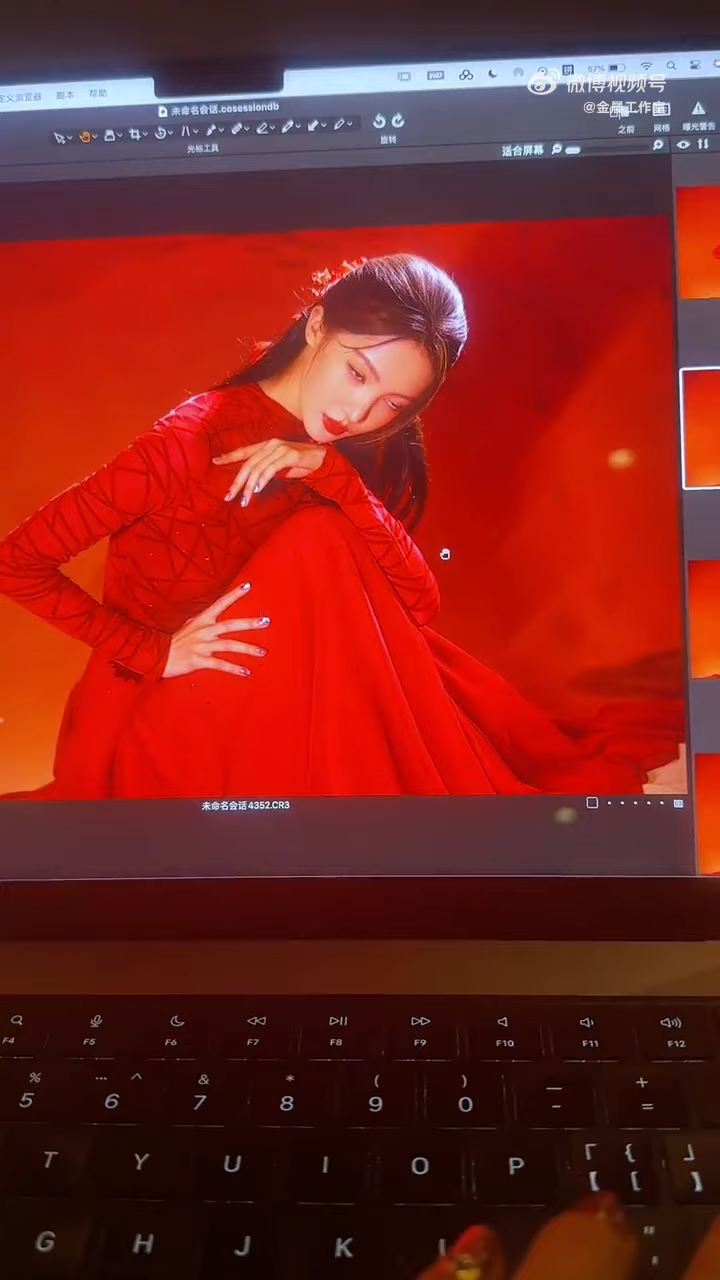 定义浏览器 脚本 帮助
57%
微博视频号
@金晶工作室
未命名会话.cosessiondb
光标工具
旋转
之前
网格
曝光警告
适合屏幕
未命名会话4352.CR3
F4 F5 F6 F7 F8 F9 F10 F11 F12
% … ^ & * ( ) — +
5 6 7 8 9 0 - =
T Y U I O P 「 { 」
【 [ 】
G H J K L "
'